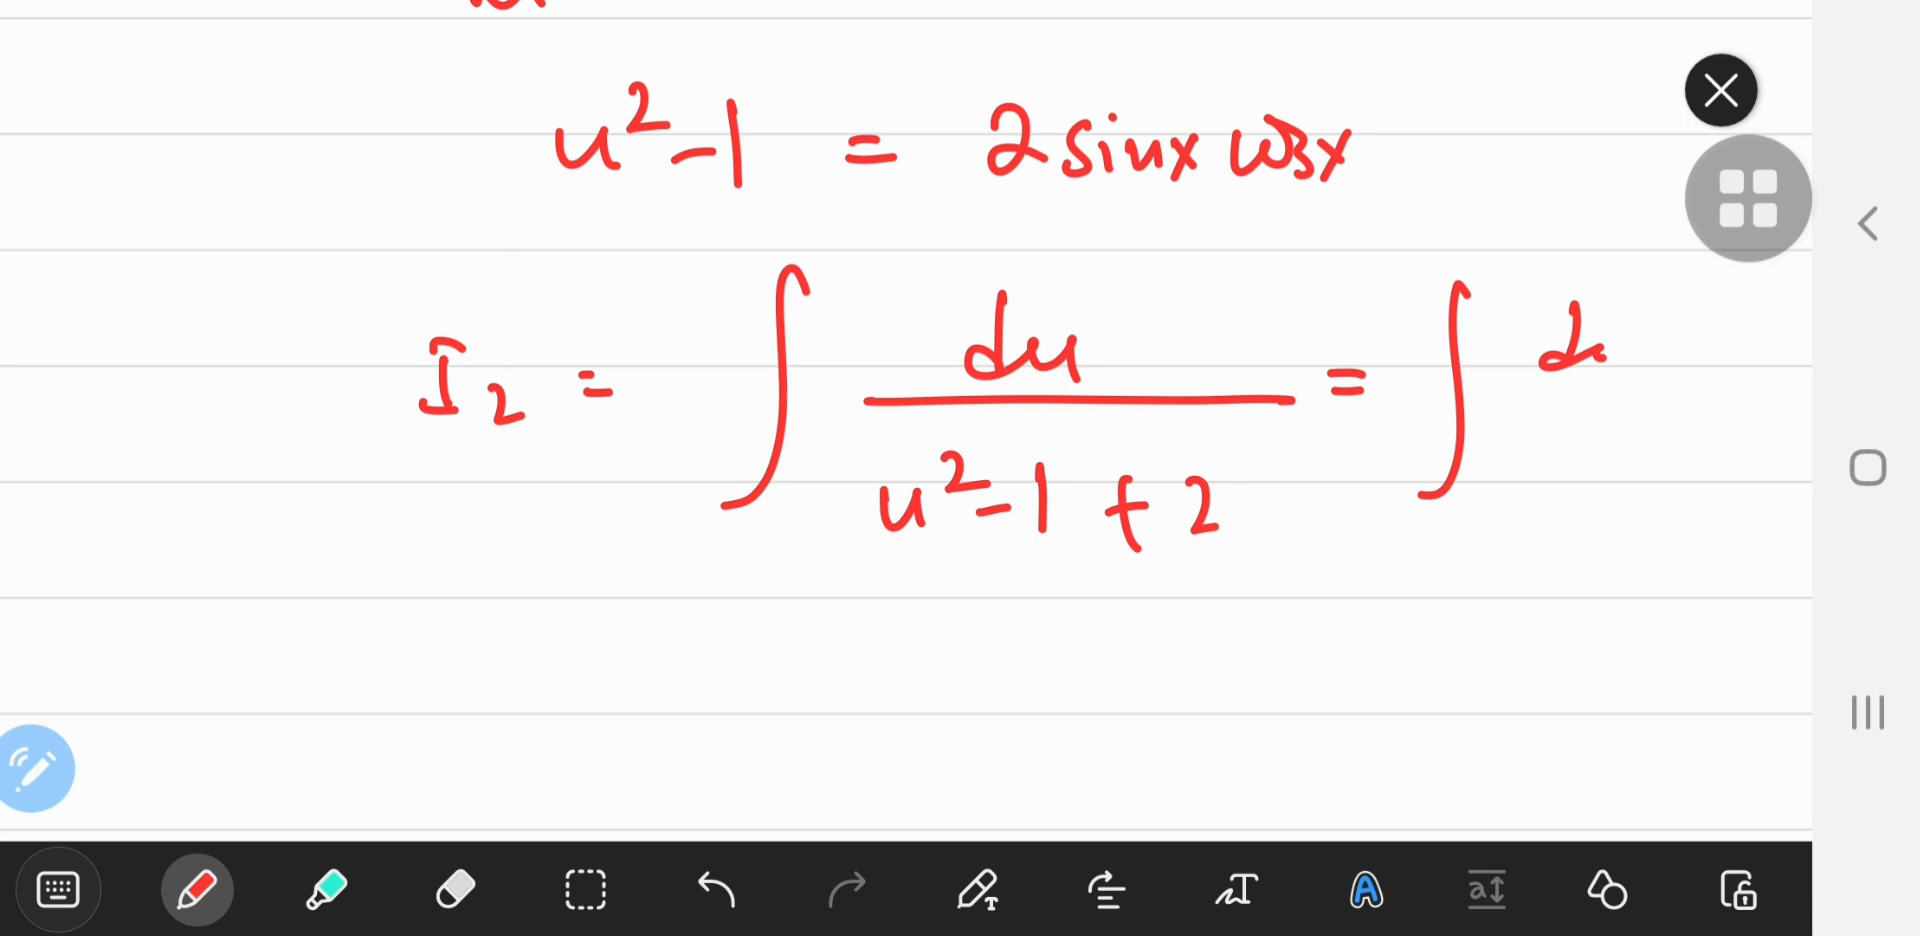 u²-1 = 2 sinx cosx
I₂ = ∫ du / (u²-1+2) = ∫ d